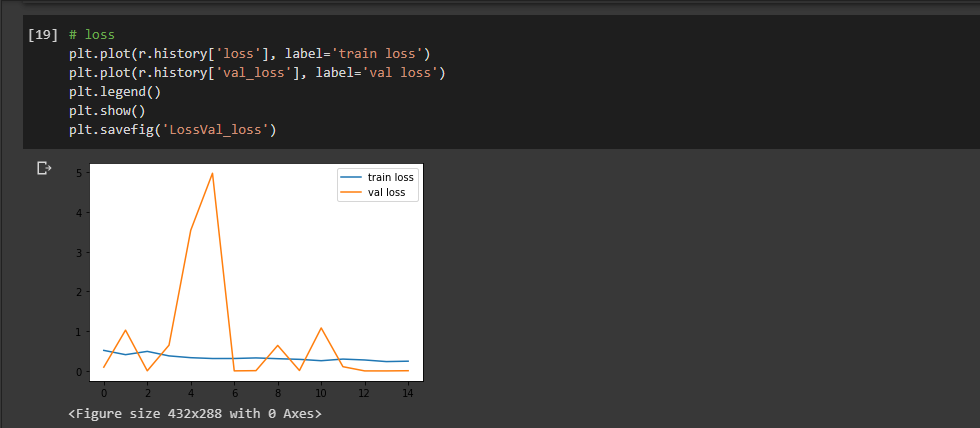 [19] # loss
plt.plot(r.history['loss'], label='train loss')
plt.plot(r.history['val_loss'], label='val loss')
plt.legend()
plt.show()
plt.savefig('LossVal_loss')
train loss
val loss
5
4
3
2
1
0
0 2 4 6 8 10 12 14
<Figure size 432x288 with 0 Axes>